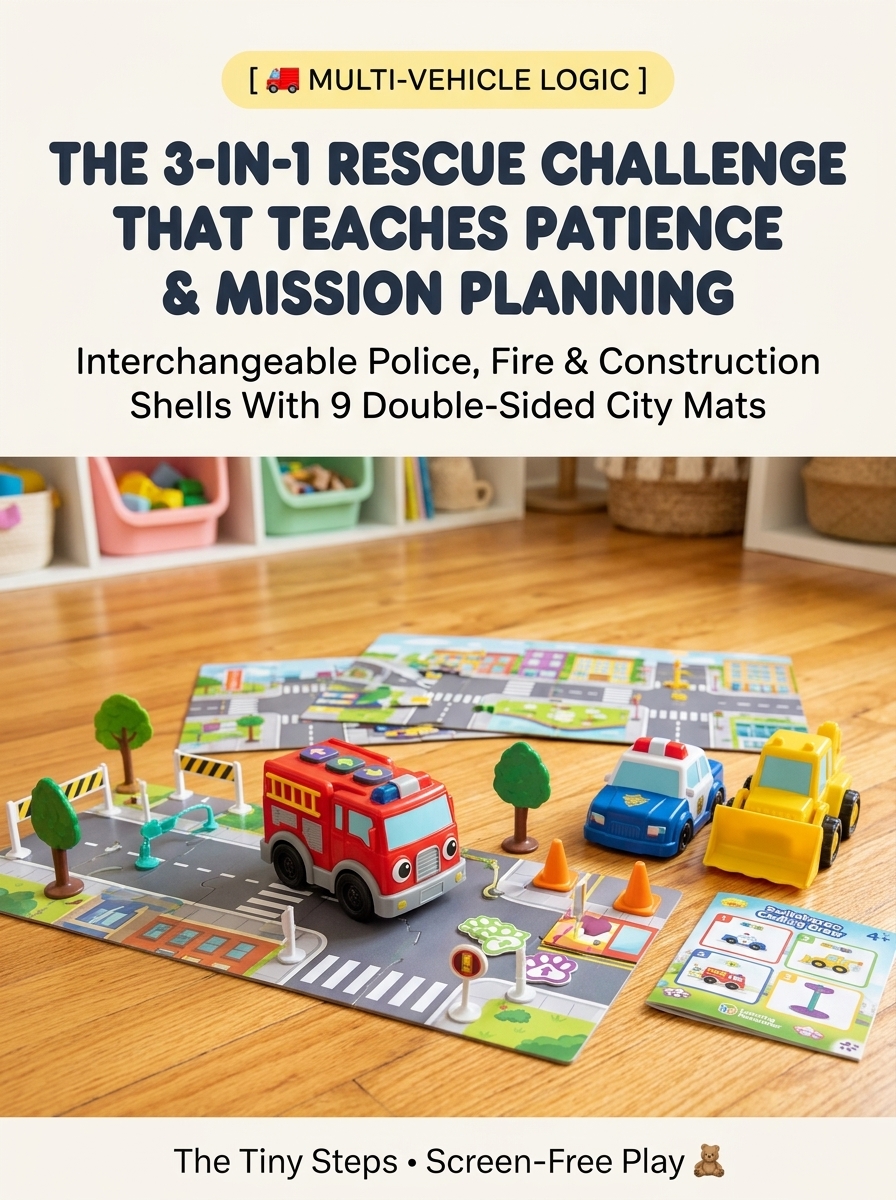 [ 🚒 MULTI-VEHICLE LOGIC ]
THE 3-IN-1 RESCUE CHALLENGE
THAT TEACHES PATIENCE
& MISSION PLANNING
Interchangeable Police, Fire & Construction
Shells With 9 Double-Sided City Mats
4+
The Tiny Steps • Screen-Free Play 🧸